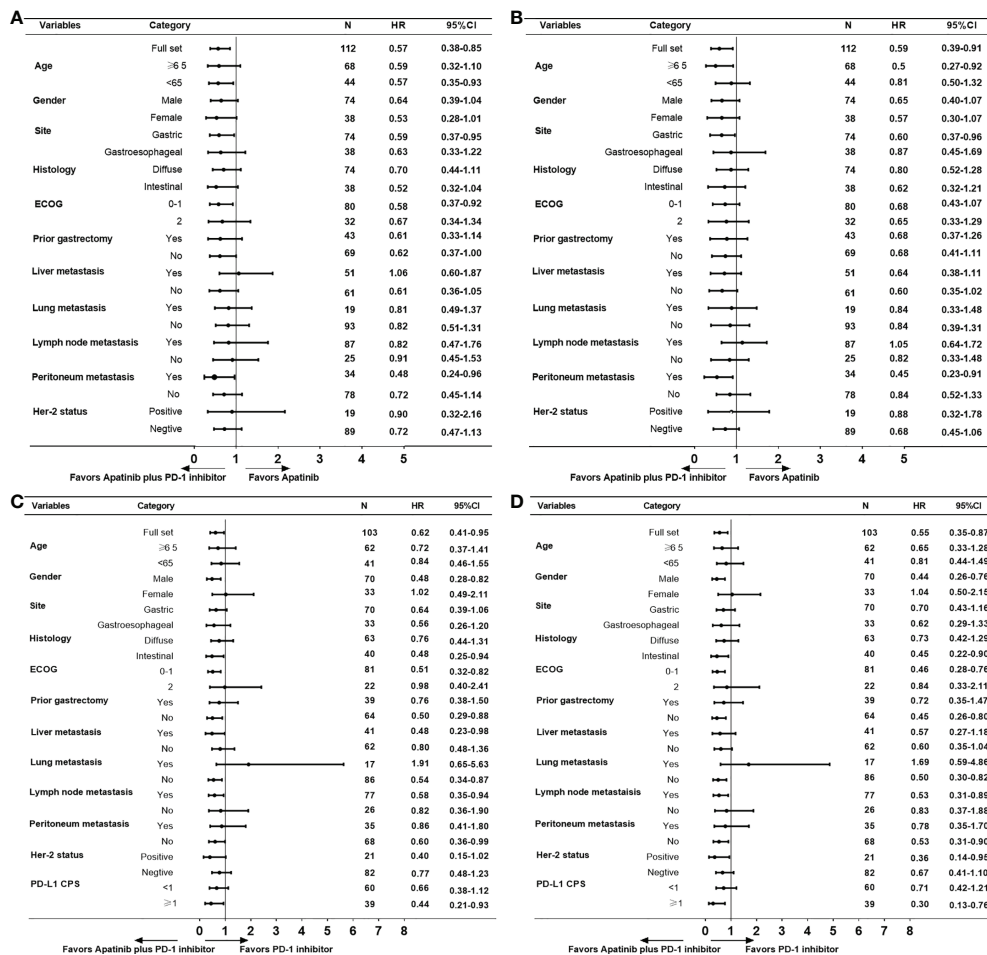 A
Variables Category N HR 95%CI
Full set 112 0.57 0.38-0.85
Age ≥6 5 68 0.59 0.32-1.10
<65 44 0.57 0.35-0.93
Gender Male 74 0.64 0.39-1.04
Female 38 0.53 0.28-1.01
Site Gastric 74 0.59 0.37-0.95
Gastroesophageal 38 0.63 0.33-1.22
Histology Diffuse 74 0.70 0.44-1.11
Intestinal 38 0.52 0.32-1.04
ECOG 0-1 80 0.58 0.37-0.92
2 32 0.67 0.34-1.34
Prior gastrectomy Yes 43 0.61 0.33-1.14
No 69 0.62 0.37-1.00
Liver metastasis Yes 51 1.06 0.60-1.87
No 61 0.61 0.36-1.05
Lung metastasis Yes 19 0.81 0.49-1.37
No 93 0.82 0.51-1.31
Lymph node metastasis Yes 87 0.82 0.47-1.76
No 25 0.91 0.45-1.53
Peritoneum metastasis Yes 34 0.48 0.24-0.96
No 78 0.72 0.45-1.14
Her-2 status Positive 19 0.90 0.32-2.16
Negtive 89 0.72 0.47-1.13
0 1 2 3 4 5
Favors Apatinib plus PD-1 inhibitor Favors Apatinib
B
Variables Category N HR 95%CI
Full set 112 0.59 0.39-0.91
Age ≥6 5 68 0.5 0.27-0.92
<65 44 0.81 0.50-1.32
Gender Male 74 0.65 0.40-1.07
Female 38 0.57 0.30-1.07
Site Gastric 74 0.60 0.37-0.96
Gastroesophageal 38 0.87 0.45-1.69
Histology Diffuse 74 0.80 0.52-1.28
Intestinal 38 0.62 0.32-1.21
ECOG 0-1 80 0.68 0.43-1.07
2 32 0.65 0.33-1.29
Prior gastrectomy Yes 43 0.68 0.37-1.26
No 69 0.68 0.41-1.11
Liver metastasis Yes 51 0.64 0.38-1.11
No 61 0.60 0.35-1.02
Lung metastasis Yes 19 0.84 0.33-1.48
No 93 0.84 0.39-1.31
Lymph node metastasis Yes 87 1.05 0.64-1.72
No 25 0.82 0.33-1.48
Peritoneum metastasis Yes 34 0.45 0.23-0.91
No 78 0.84 0.52-1.33
Her-2 status Positive 19 0.88 0.32-1.78
Negtive 89 0.68 0.45-1.06
0 1 2 3 4 5
Favors Apatinib plus PD-1 inhibitor Favors Apatinib
C
Variables Category N HR 95%CI
Full set 103 0.62 0.41-0.95
Age ≥6 5 62 0.72 0.37-1.41
<65 41 0.84 0.46-1.55
Gender Male 70 0.48 0.28-0.82
Female 33 1.02 0.49-2.11
Site Gastric 70 0.64 0.39-1.06
Gastroesophageal 33 0.56 0.26-1.20
Histology Diffuse 63 0.76 0.44-1.31
Intestinal 40 0.48 0.25-0.94
ECOG 0-1 81 0.51 0.32-0.82
2 22 0.98 0.40-2.41
Prior gastrectomy Yes 39 0.76 0.38-1.50
No 64 0.50 0.29-0.88
Liver metastasis Yes 41 0.48 0.23-0.98
No 62 0.80 0.48-1.36
Lung metastasis Yes 17 1.91 0.65-5.63
No 86 0.54 0.34-0.87
Lymph node metastasis Yes 77 0.58 0.35-0.94
No 26 0.82 0.36-1.90
Peritoneum metastasis Yes 35 0.86 0.41-1.80
No 68 0.60 0.36-0.99
Her-2 status Positive 21 0.40 0.15-1.02
Negtive 82 0.77 0.48-1.23
PD-L1 CPS <1 60 0.66 0.38-1.12
≥1 39 0.44 0.21-0.93
0 1 2 3 4 5 6 7 8
Favors Apatinib plus PD-1 inhibitor Favors PD-1 inhibitor
D
Variables Category N HR 95%CI
Full set 103 0.55 0.35-0.87
Age ≥6 5 62 0.65 0.33-1.28
<65 41 0.81 0.44-1.49
Gender Male 70 0.44 0.26-0.76
Female 33 1.04 0.50-2.15
Site Gastric 70 0.70 0.43-1.16
Gastroesophageal 33 0.62 0.29-1.33
Histology Diffuse 63 0.73 0.42-1.29
Intestinal 40 0.45 0.22-0.90
ECOG 0-1 81 0.46 0.28-0.76
2 22 0.84 0.33-2.11
Prior gastrectomy Yes 39 0.72 0.35-1.47
No 64 0.45 0.26-0.80
Liver metastasis Yes 41 0.57 0.27-1.18
No 62 0.60 0.35-1.04
Lung metastasis Yes 17 1.69 0.59-4.86
No 86 0.50 0.30-0.82
Lymph node metastaisis Yes 77 0.53 0.31-0.89
No 26 0.83 0.37-1.88
Peritoneum metastasis Yes 35 0.78 0.35-1.70
No 68 0.53 0.31-0.90
Her-2 status Positive 21 0.36 0.14-0.95
Negtive 82 0.67 0.41-1.10
PD-L1 CPS <1 60 0.71 0.42-1.21
≥1 39 0.30 0.13-0.76
0 1 2 3 4 5 6 7 8
Favors Apatinib plus PD-1 inhibitor Favors PD-1 inhibitor